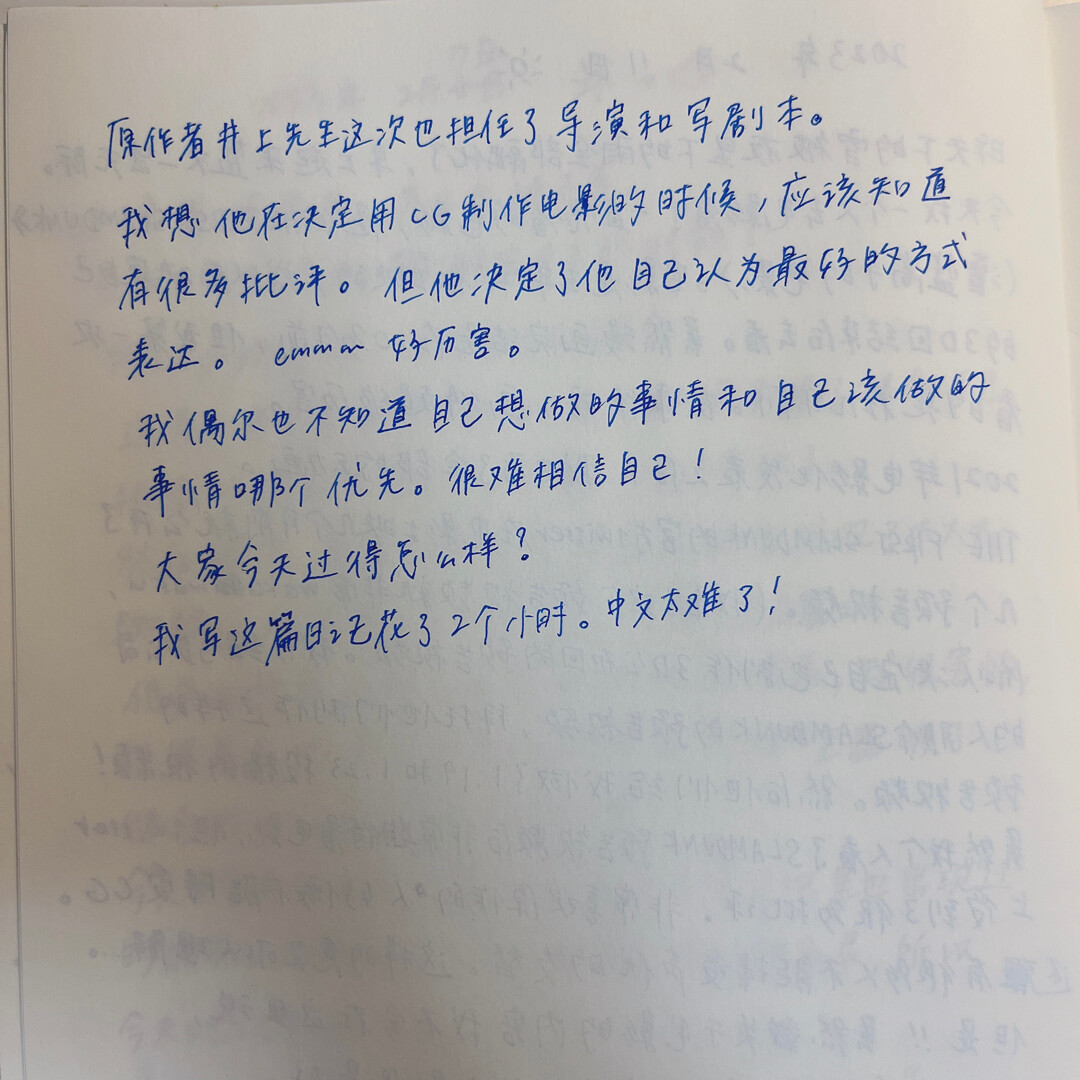 原作者井上先生这次也担任了导演和写剧本。
我想他在决定用CG制作电影的时候，应该知道
有很多批评。但他决定了他自己认为最好的方式
表达。emmm 好厉害。
我偶尔也不知道自己想做的事情和自己该做的
事情哪个优先。很难相信自己！
大家今天过得怎么样？
我写这篇日记花了2个小时。中文太难了！